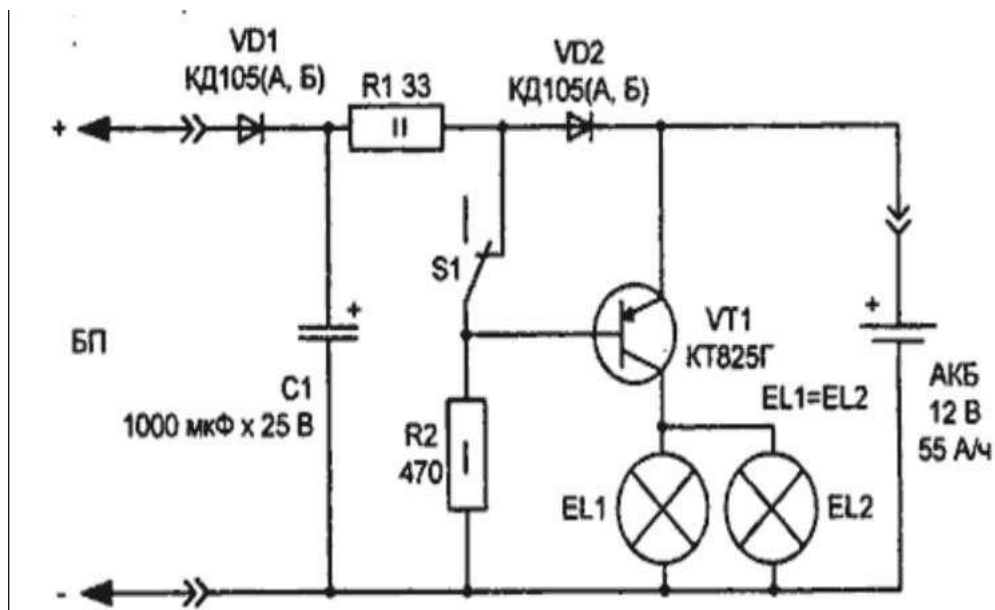 VD1
КД105(А, Б)
R1 33
VD2
КД105(А, Б)
+
S1
+
БП
C1
1000 мкФ x 25 В
R2
470
VT1
КТ825Г
EL1=EL2
EL1
EL2
+
АКБ
12 В
55 А/ч
-